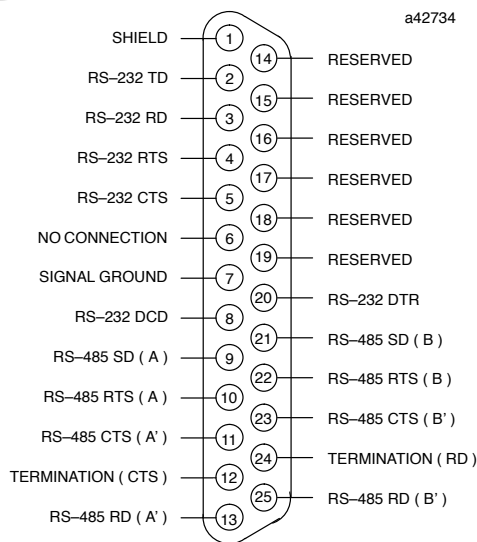 a42734
SHIELD 1
14 RESERVED
RS–232 TD 2
15 RESERVED
RS–232 RD 3
16 RESERVED
RS–232 RTS 4
17 RESERVED
RS–232 CTS 5
18 RESERVED
NO CONNECTION 6
19 RESERVED
SIGNAL GROUND 7
20 RS–232 DTR
RS–232 DCD 8
21 RS–485 SD ( B )
RS–485 SD ( A ) 9
22 RS–485 RTS ( B )
RS–485 RTS ( A ) 10
23 RS–485 CTS ( B' )
RS–485 CTS ( A' ) 11
24 TERMINATION ( RD )
TERMINATION ( CTS ) 12
25 RS–485 RD ( B' )
RS–485 RD ( A' ) 13